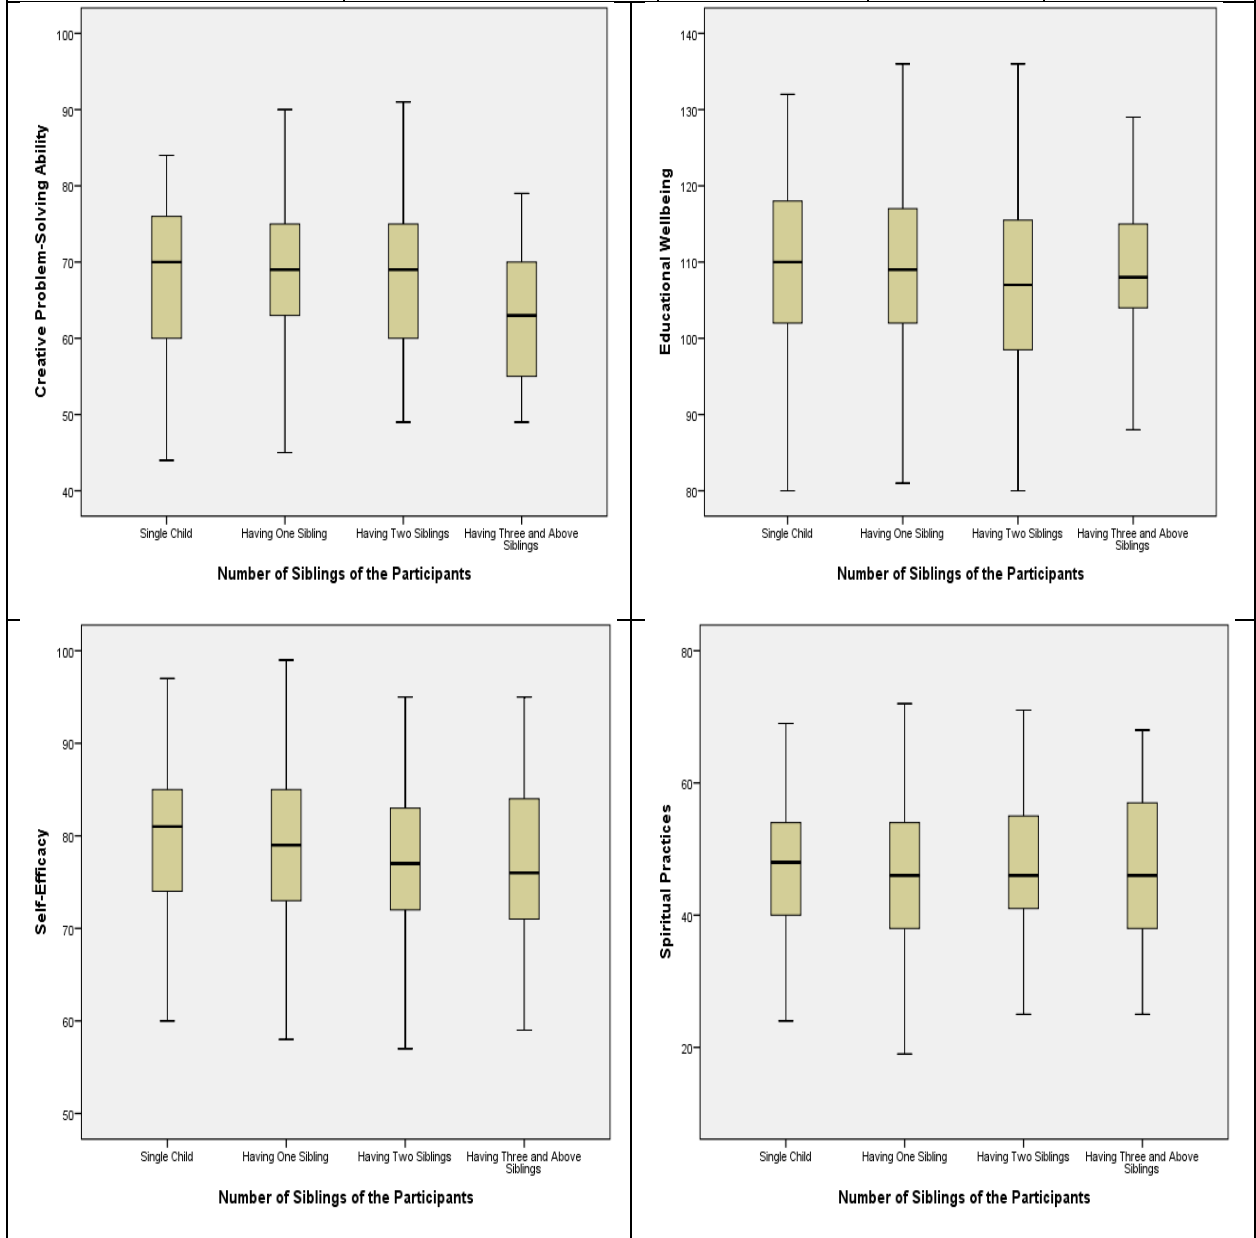 100
90
80
70
60
50
40
Creative Problem-Solving Ability
Single Child
Having One Sibling
Having Two Siblings
Having Three and Above
Siblings
Number of Siblings of the Participants
140
130
120
110
100
90
80
Educational Wellbeing
Single Child
Having One Sibling
Having Two Siblings
Having Three and Above
Siblings
Number of Siblings of the Participants
100
90
80
70
60
50
Self-Efficacy
Single Child
Having One Sibling
Having Two Siblings
Having Three and Above
Siblings
Number of Siblings of the Participants
80
60
40
20
Spiritual Practices
Single Child
Having One Sibling
Having Two Siblings
Having Three and Above
Siblings
Number of Siblings of the Participants